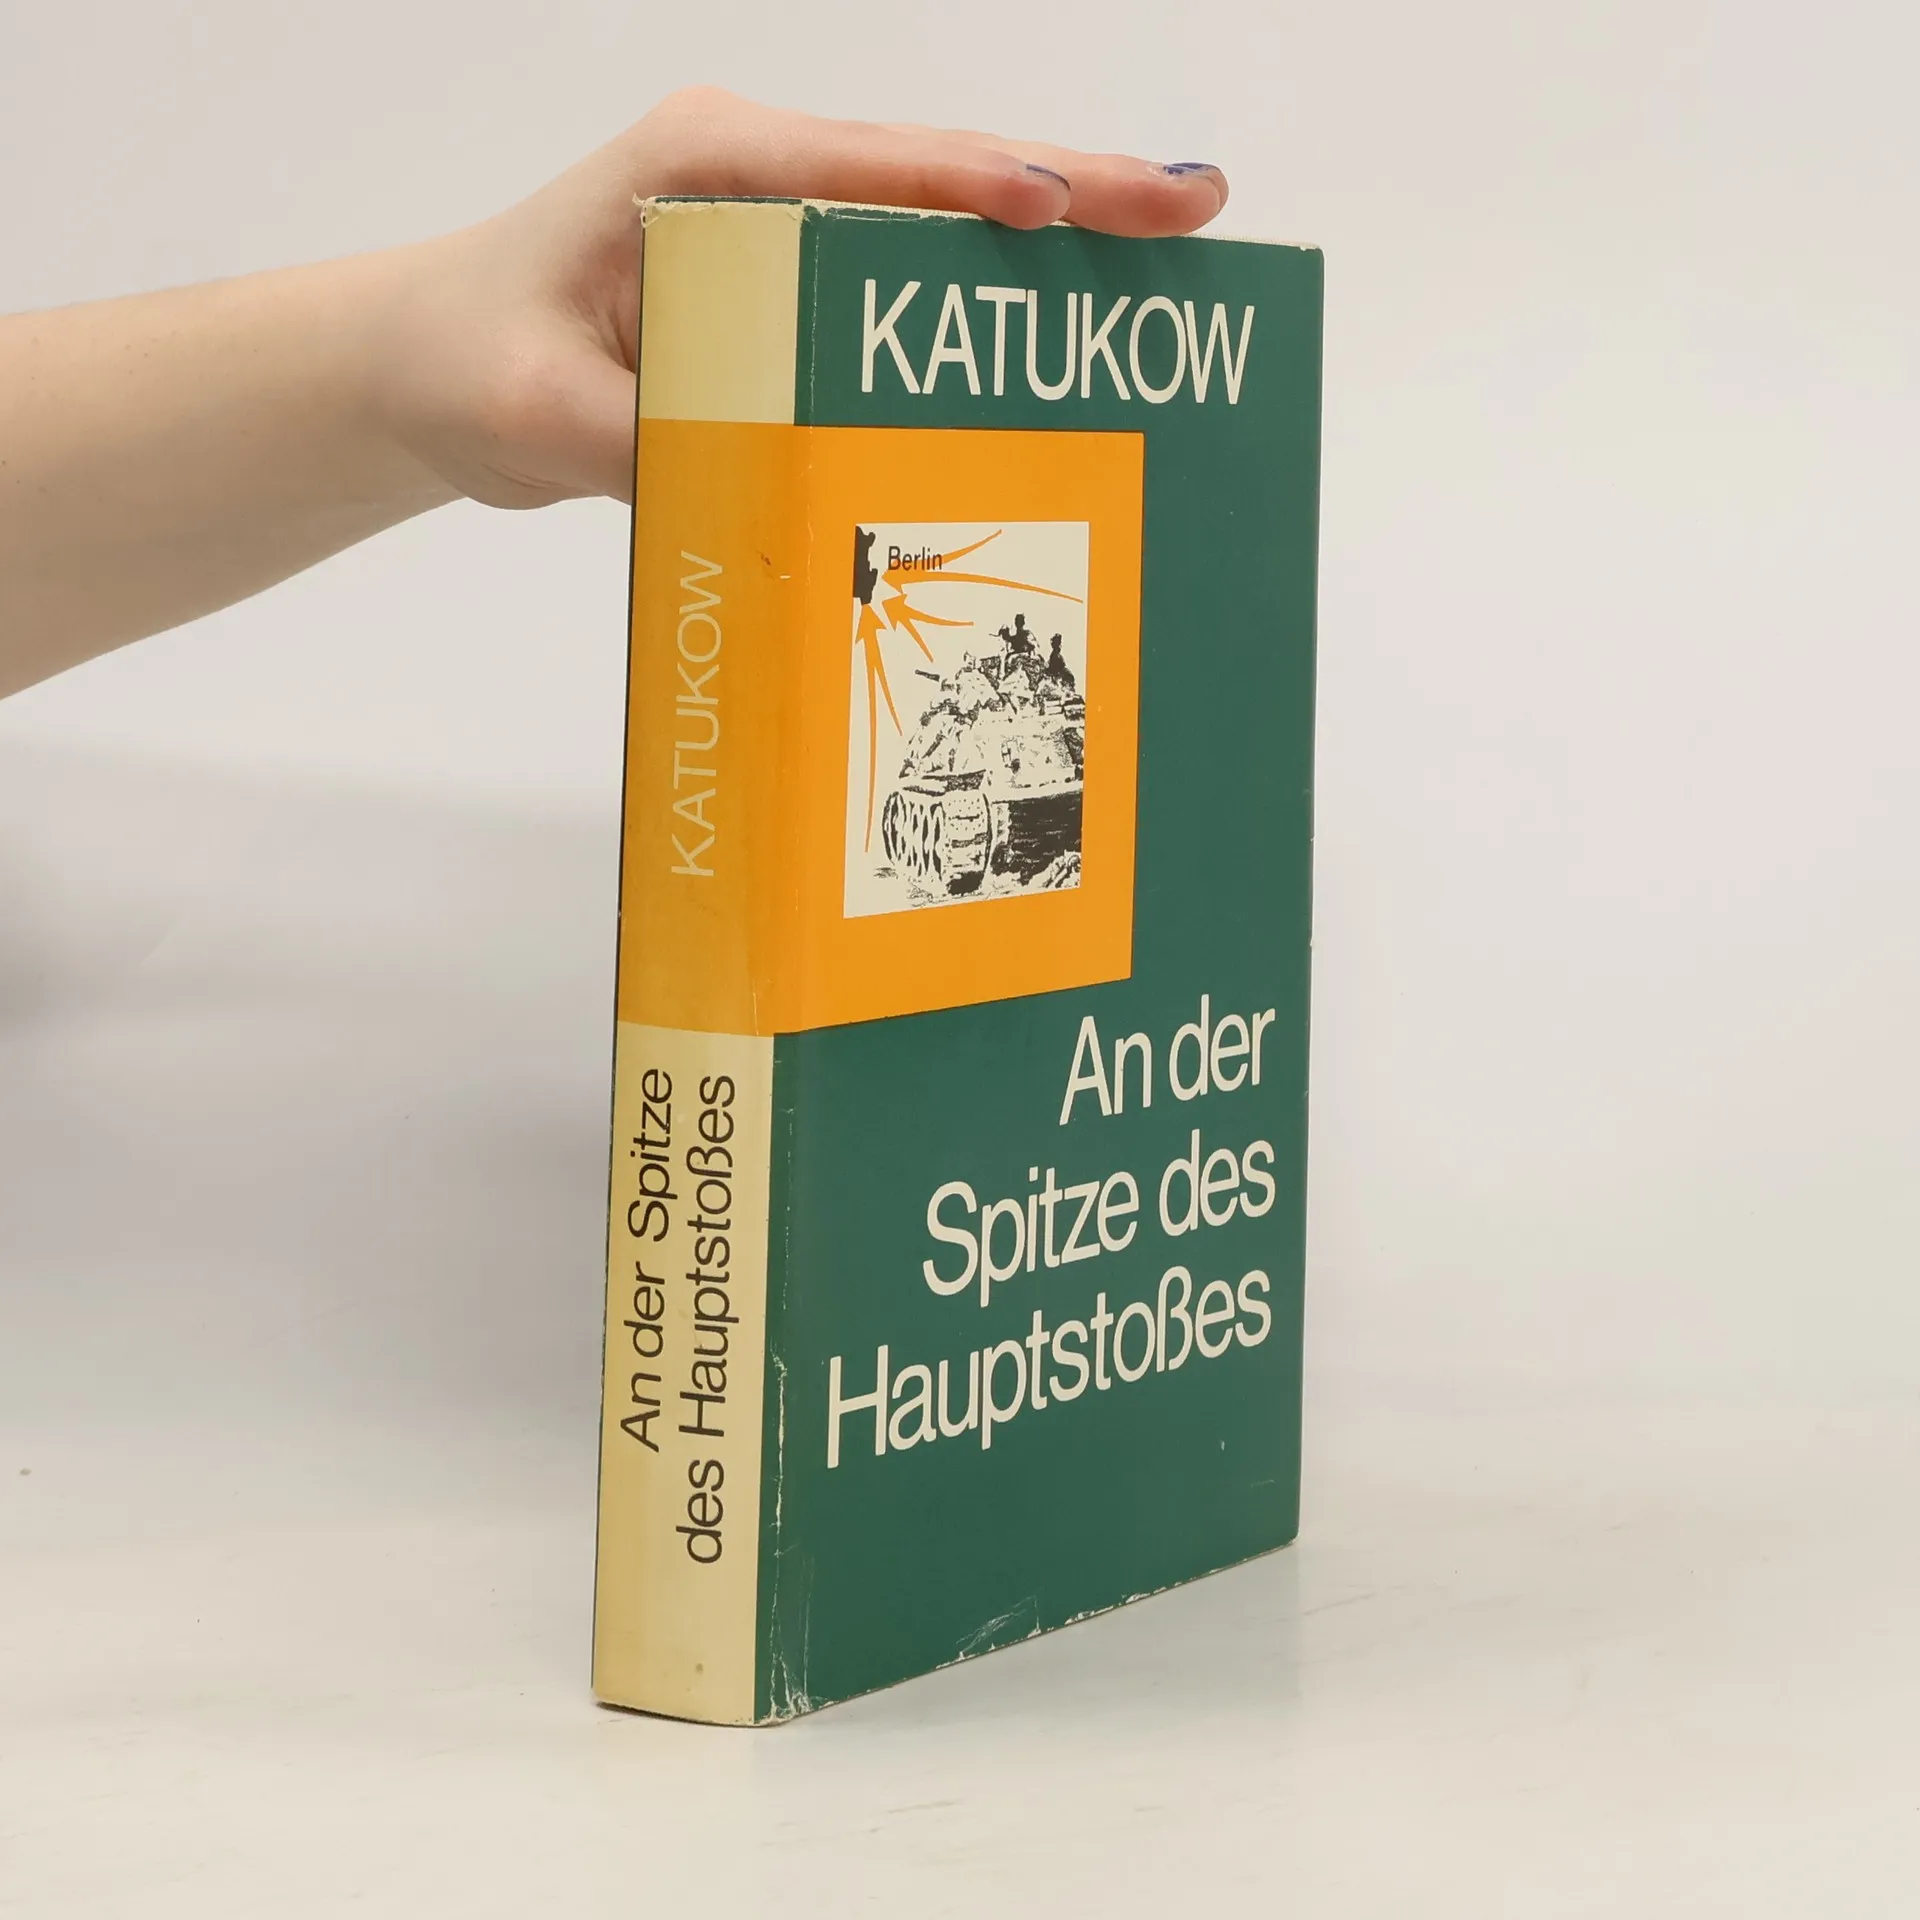 KATUKOW
Berlin
An der
Spitze des
Hauptstoßes
KATUKOW
An der Spitze
des Hauptstoßes